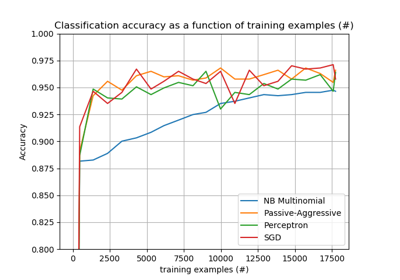 Classification accuracy as a function of training examples (#)
1.000
0.975
0.950
0.925
0.900
0.875
0.850
0.825
0.800
Accuracy
NB Multinomial
Passive-Aggressive
Perceptron
SGD
0 2500 5000 7500 10000 12500 15000 17500
training examples (#)